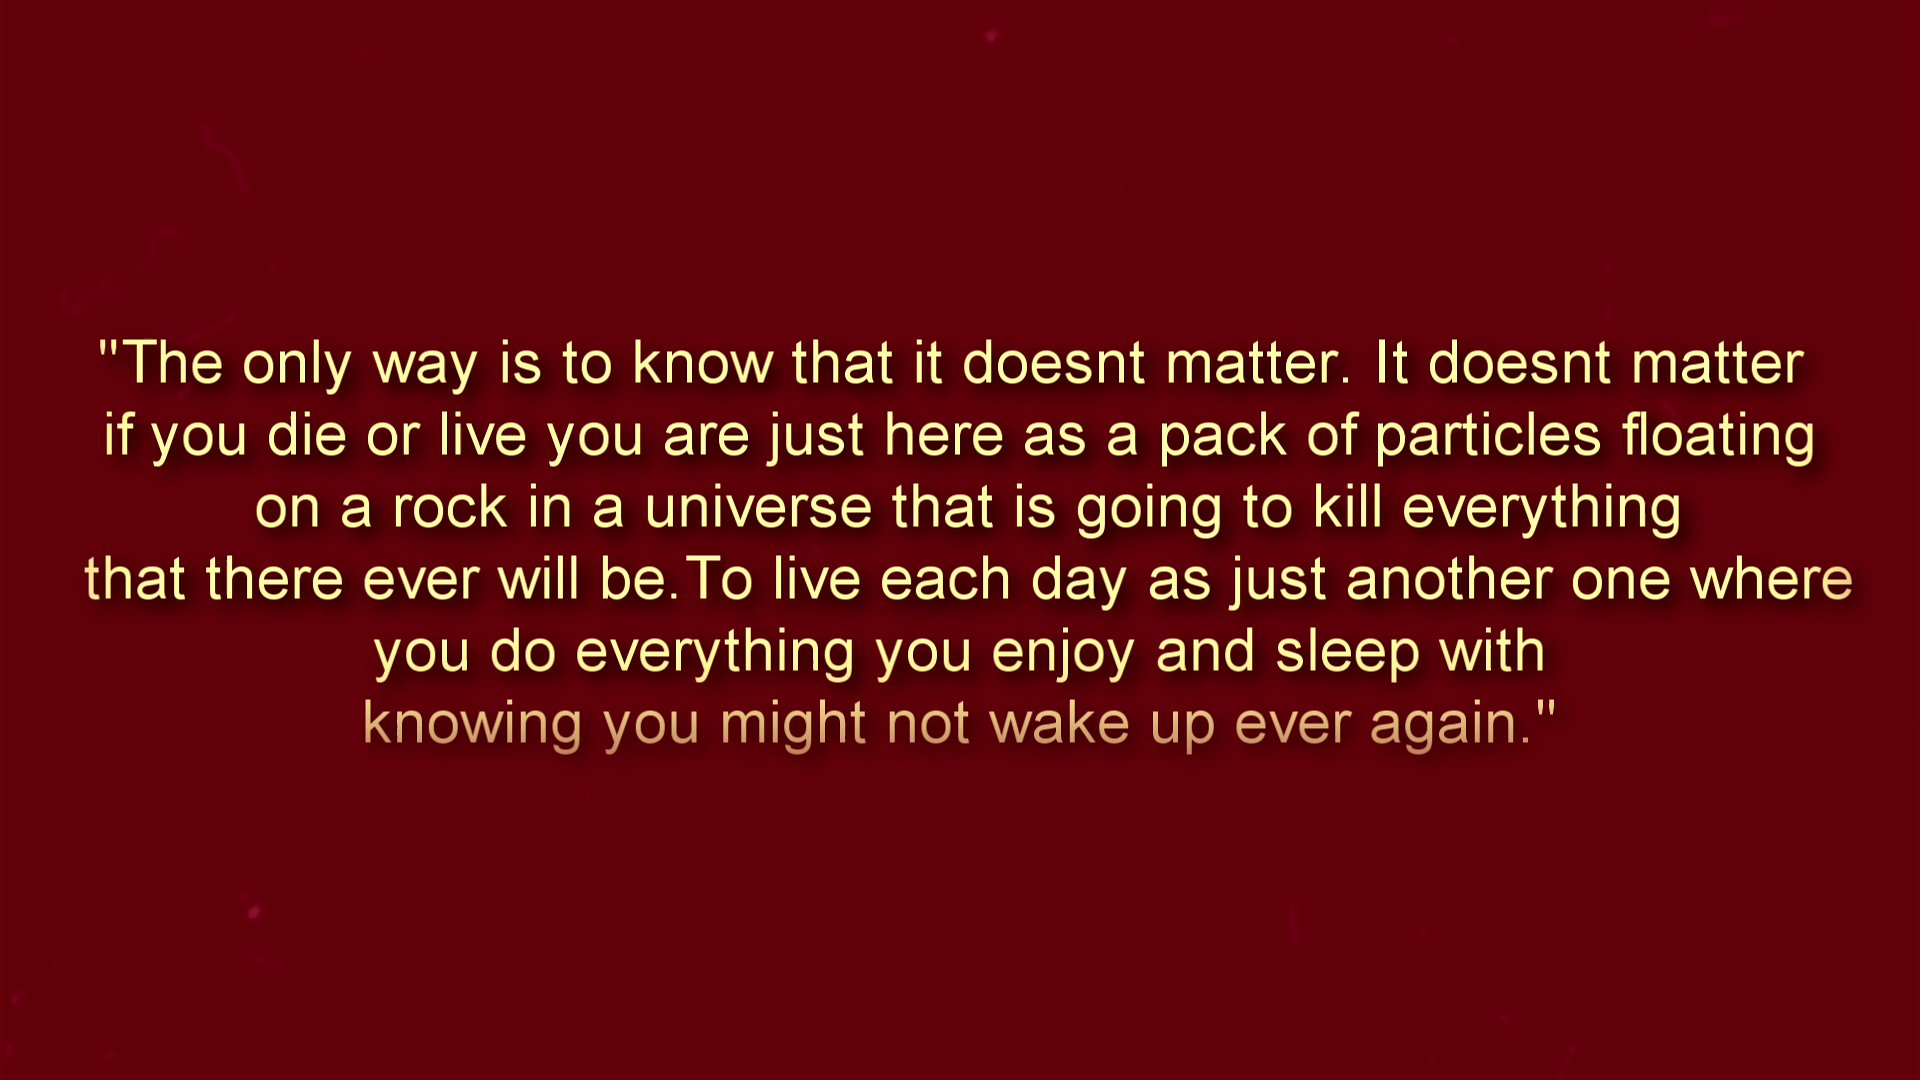 "The only way is to know that it doesnt matter. It doesnt matter
if you die or live you are just here as a pack of particles floating
on a rock in a universe that is going to kill everything
that there ever will be.To live each day as just another one where
you do everything you enjoy and sleep with
knowing you might not wake up ever again."